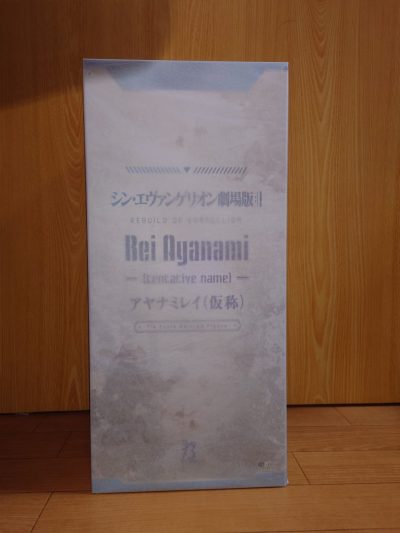 シン・エヴァンゲリオン劇場版𝄇
REBUILD OF EVANGELION
Rei Ayanami
(tentative name)
アヤナミレイ(仮称)